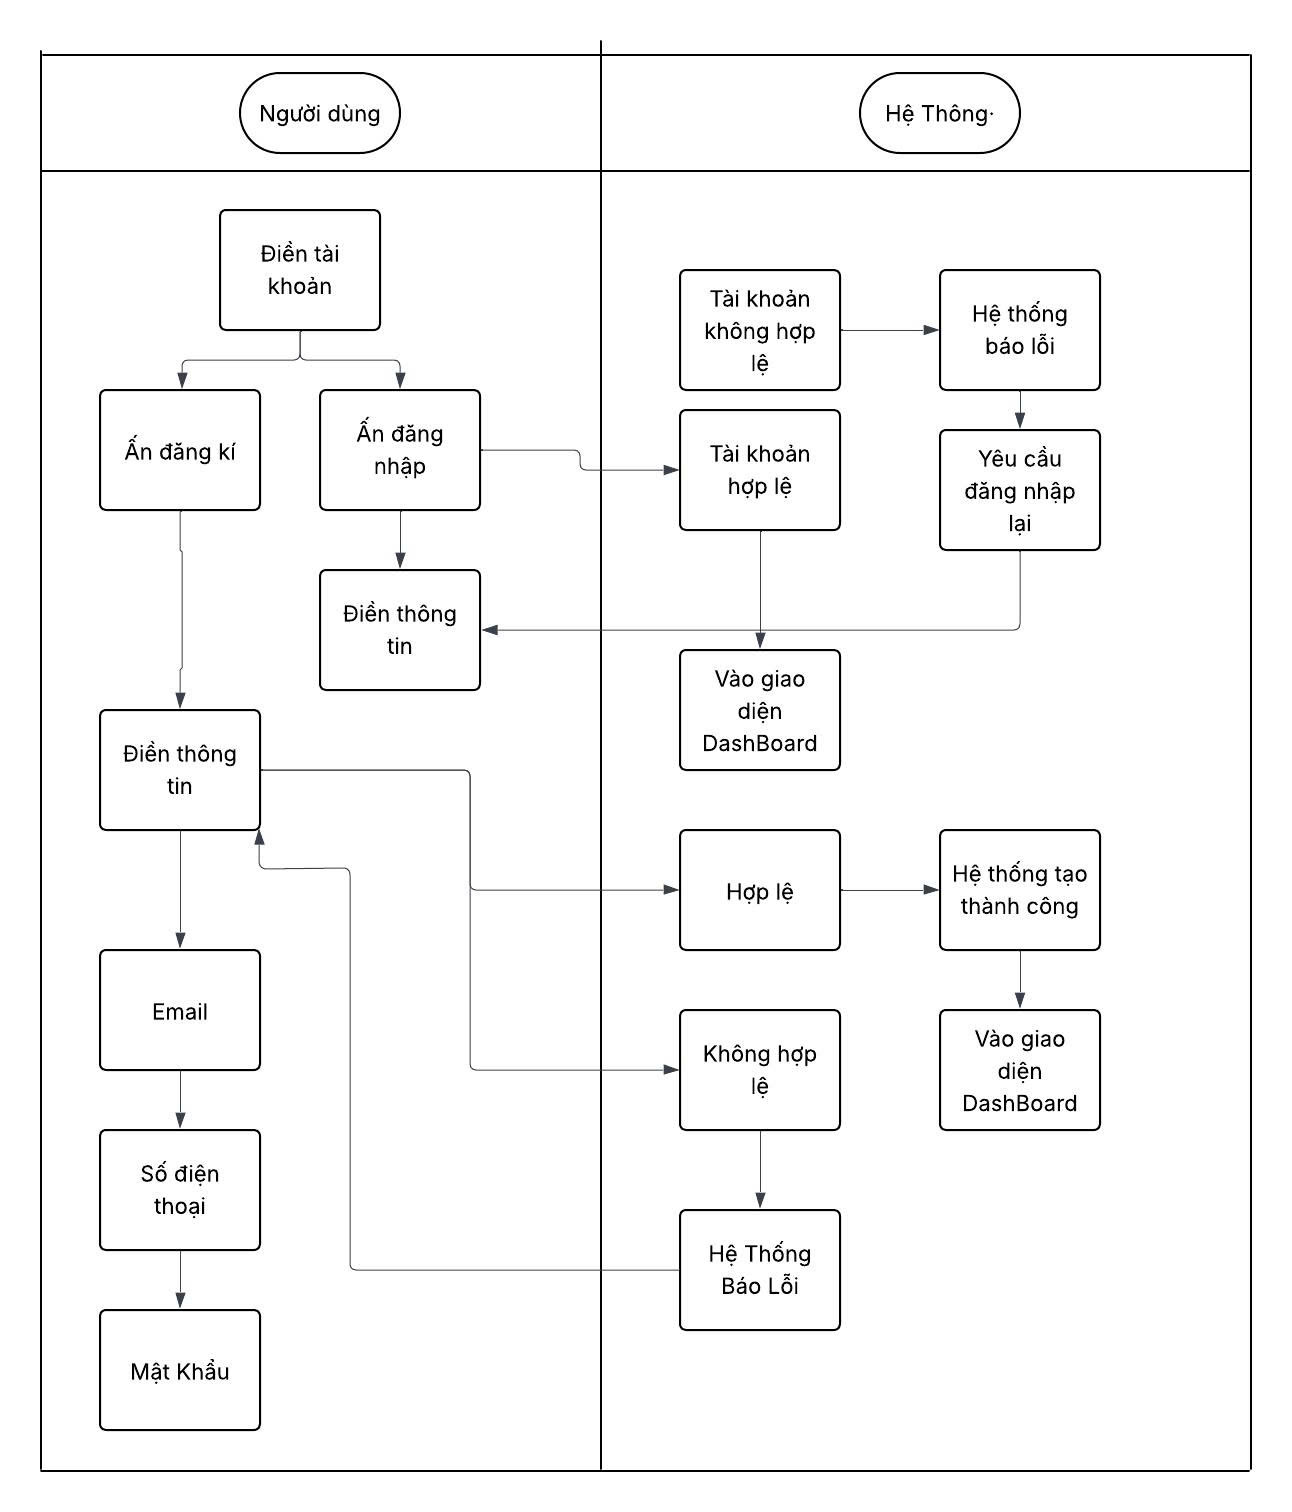 Người dùng
Hệ Thông·
Điền tài
khoản
Ấn đăng kí
Ấn đăng
nhập
Điền thông
tin
Điền thông
tin
Email
Số điện
thoại
Mật Khẩu
Tài khoản
không hợp
lệ
Hệ thống
báo lỗi
Tài khoản
hợp lệ
Yêu cầu
đăng nhập
lại
Vào giao
diện
DashBoard
Hợp lệ
Hệ thống tạo
thành công
Không hợp
lệ
Vào giao
diện
DashBoard
Hệ Thống
Báo Lỗi